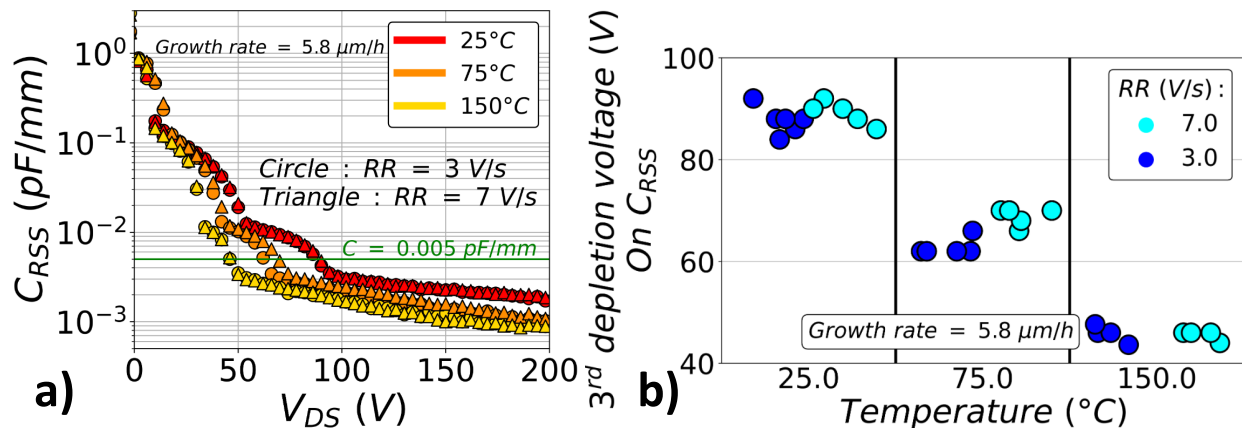 C_RSS (pF/mm)
10^0
10^-1
10^-2
10^-3
Growth rate = 5.8 μm/h
25°C
75°C
150°C
Circle : RR = 3 V/s
Triangle : RR = 7 V/s
C = 0.005 pF/mm
0 50 100 150 200
V_DS (V)
a)
3^rd depletion voltage (V)
On C_RSS
100
80
60
40
RR (V/s) :
7.0
3.0
Growth rate = 5.8 μm/h
25.0 75.0 150.0
Temperature (°C)
b)